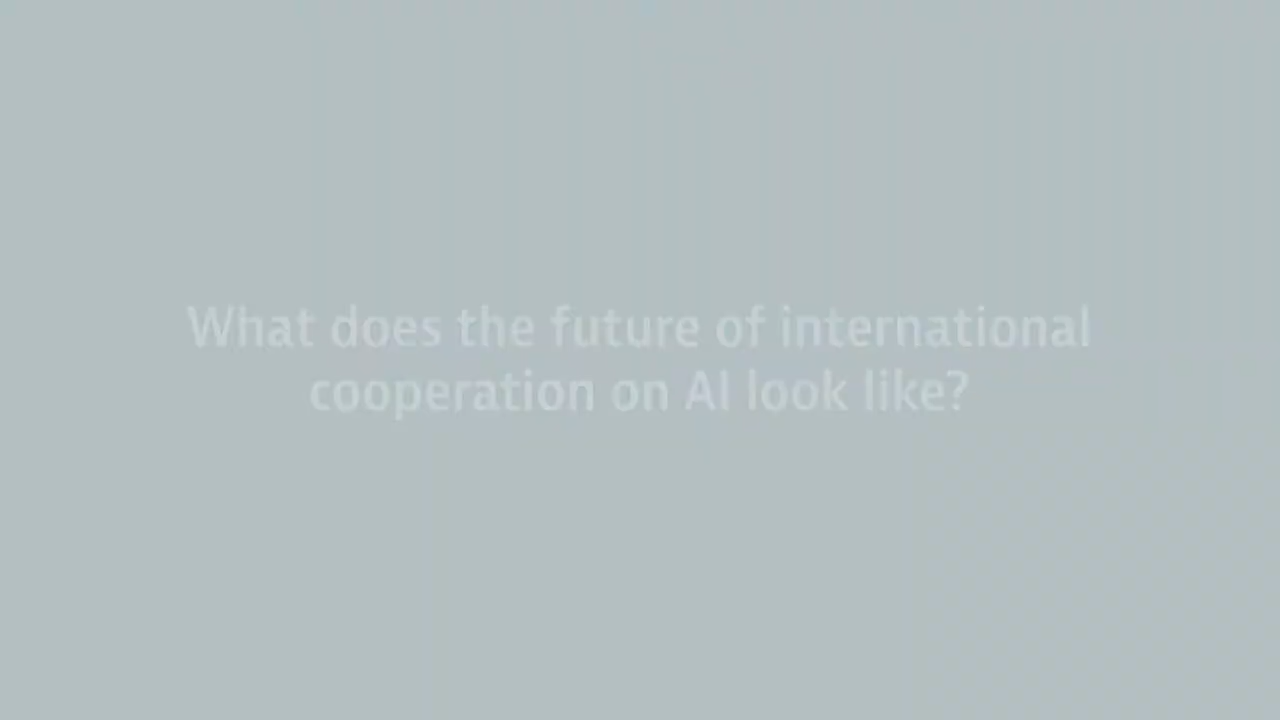 What does the future of international
cooperation on AI look like?